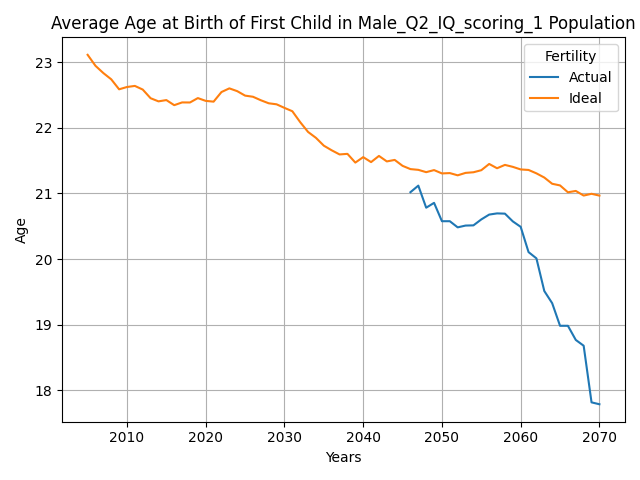 Average Age at Birth of First Child in Male_Q2_IQ_scoring_1 Population
Fertility
Actual
Ideal
23
22
21
20
19
18
Age
2010 2020 2030 2040 2050 2060 2070
Years